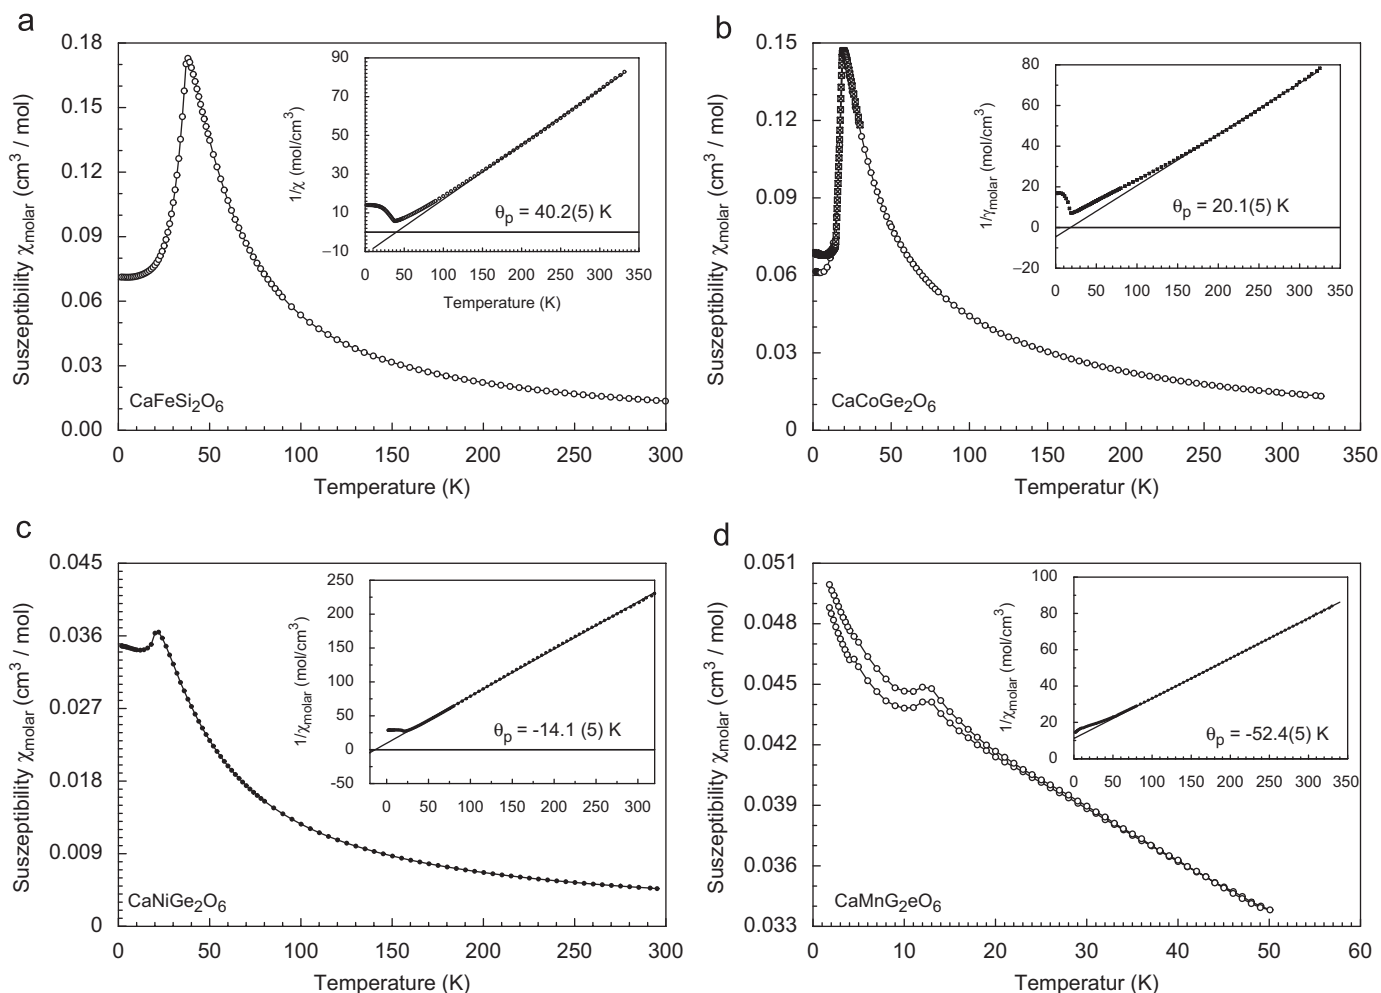 a
Suszeptibility χmolar (cm³ / mol)
0.18
0.15
0.12
0.09
0.06
0.03
0.00
0 50 100 150 200 250 300
Temperature (K)
CaFeSi₂O₆
1/χ (mol/cm³)
90
70
50
30
10
−10
0 50 100 150 200 250 300 350
Temperature (K)
θp = 40.2(5) K
b
Suszeptibility χmolar (cm³ / mol)
0.15
0.12
0.09
0.06
0.03
0
0 50 100 150 200 250 300 350
Temperatur (K)
CaCoGe₂O₆
1/γmolar (mol/cm³)
80
60
40
20
0
−20
0 50 100 150 200 250 300 350
θp = 20.1(5) K
c
Suszeptibility χmolar (cm³ / mol)
0.045
0.036
0.027
0.018
0.009
0
0 50 100 150 200 250 300
Temperature (K)
CaNiGe₂O₆
1/χmolar (mol/cm³)
250
200
150
100
50
0
-50
0 50 100 150 200 250 300
θp = -14.1 (5) K
d
Suszeptibility χmolar (cm³ / mol)
0.051
0.048
0.045
0.042
0.039
0.036
0.033
0 10 20 30 40 50 60
Temperatur (K)
CaMnG₂eO₆
1/χmolar (mol/cm³)
100
80
60
40
20
0
0 50 100 150 200 250 300 350
θp = -52.4(5) K